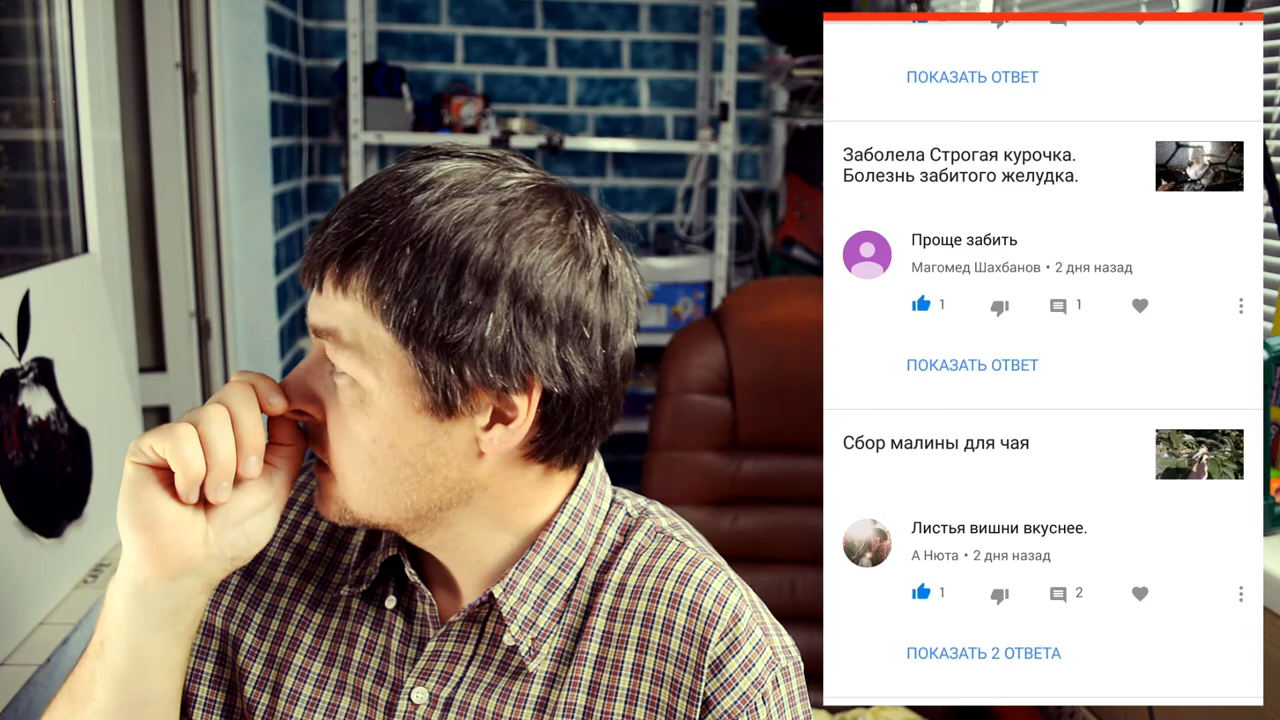 ПОКАЗАТЬ ОТВЕТ
Заболела Строгая курочка.
Болезнь забитого желудка.
Проще забить
Магомед Шахбанов • 2 дня назад
1
1
ПОКАЗАТЬ ОТВЕТ
Сбор малины для чая
Листья вишни вкуснее.
А Нюта • 2 дня назад
1
2
ПОКАЗАТЬ 2 ОТВЕТА
CAFE